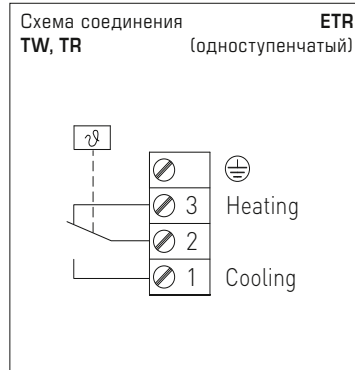 Схема соединения ETR
TW, TR (одноступенчатый)
ϑ
3 Heating
2
1 Cooling